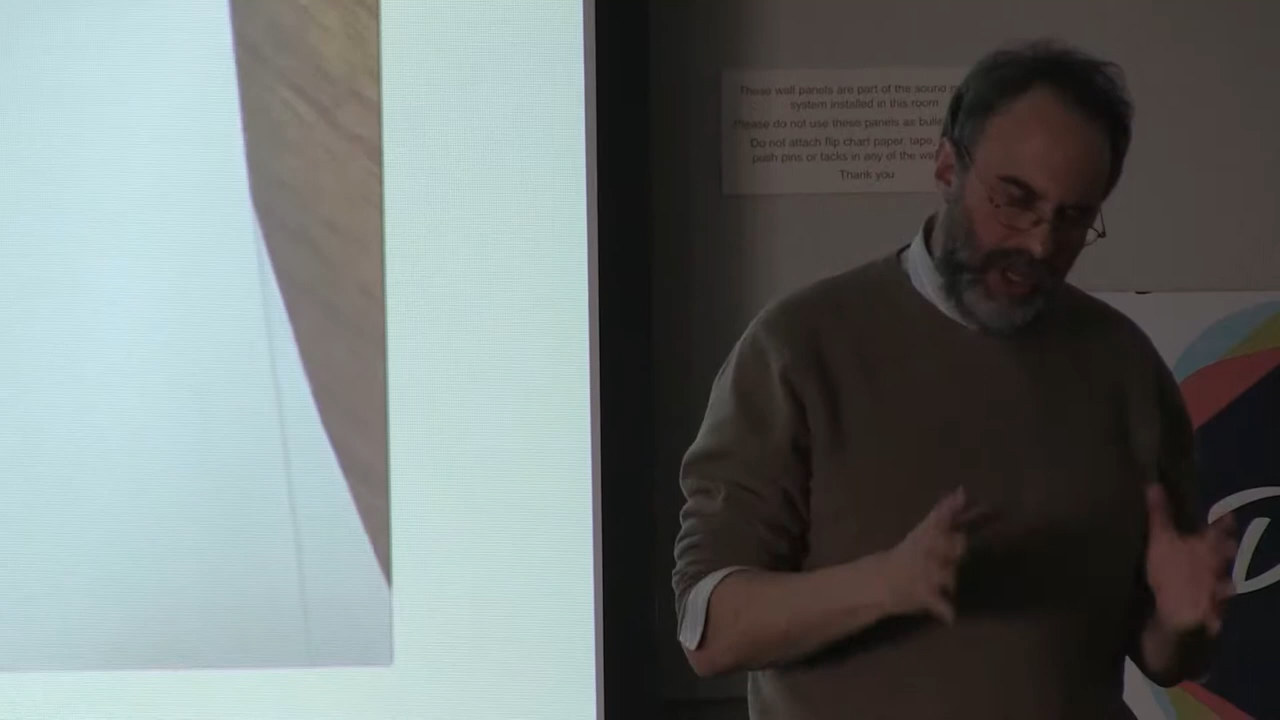 These wall panels are part of the sound
system installed in this room
Please do not use these panels as
Do not attach flip chart paper, tape,
push pins or tacks in any of the
Thank you
D